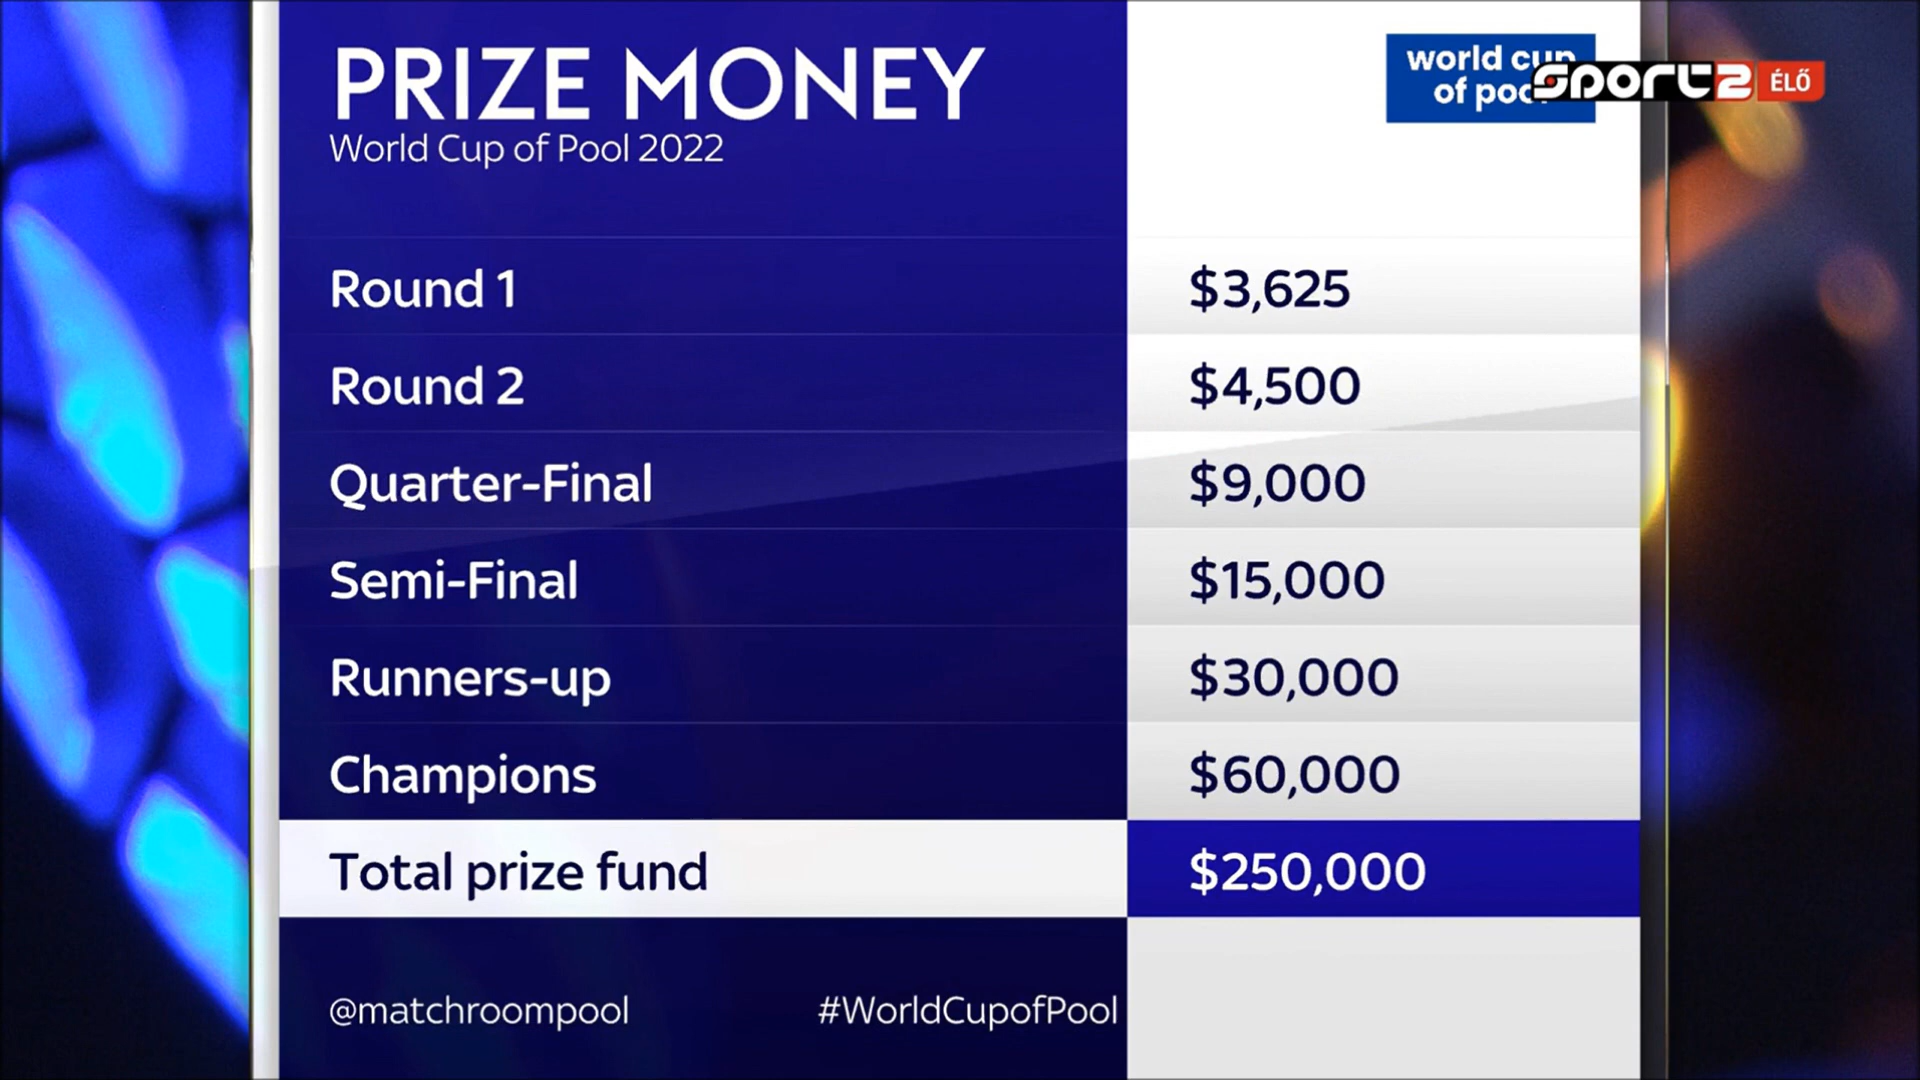 PRIZE MONEY
World Cup of Pool 2022
world cup
of pool
sport2 ÉLŐ
Round 1 $3,625
Round 2 $4,500
Quarter-Final $9,000
Semi-Final $15,000
Runners-up $30,000
Champions $60,000
Total prize fund $250,000
@matchroompool #WorldCupofPool